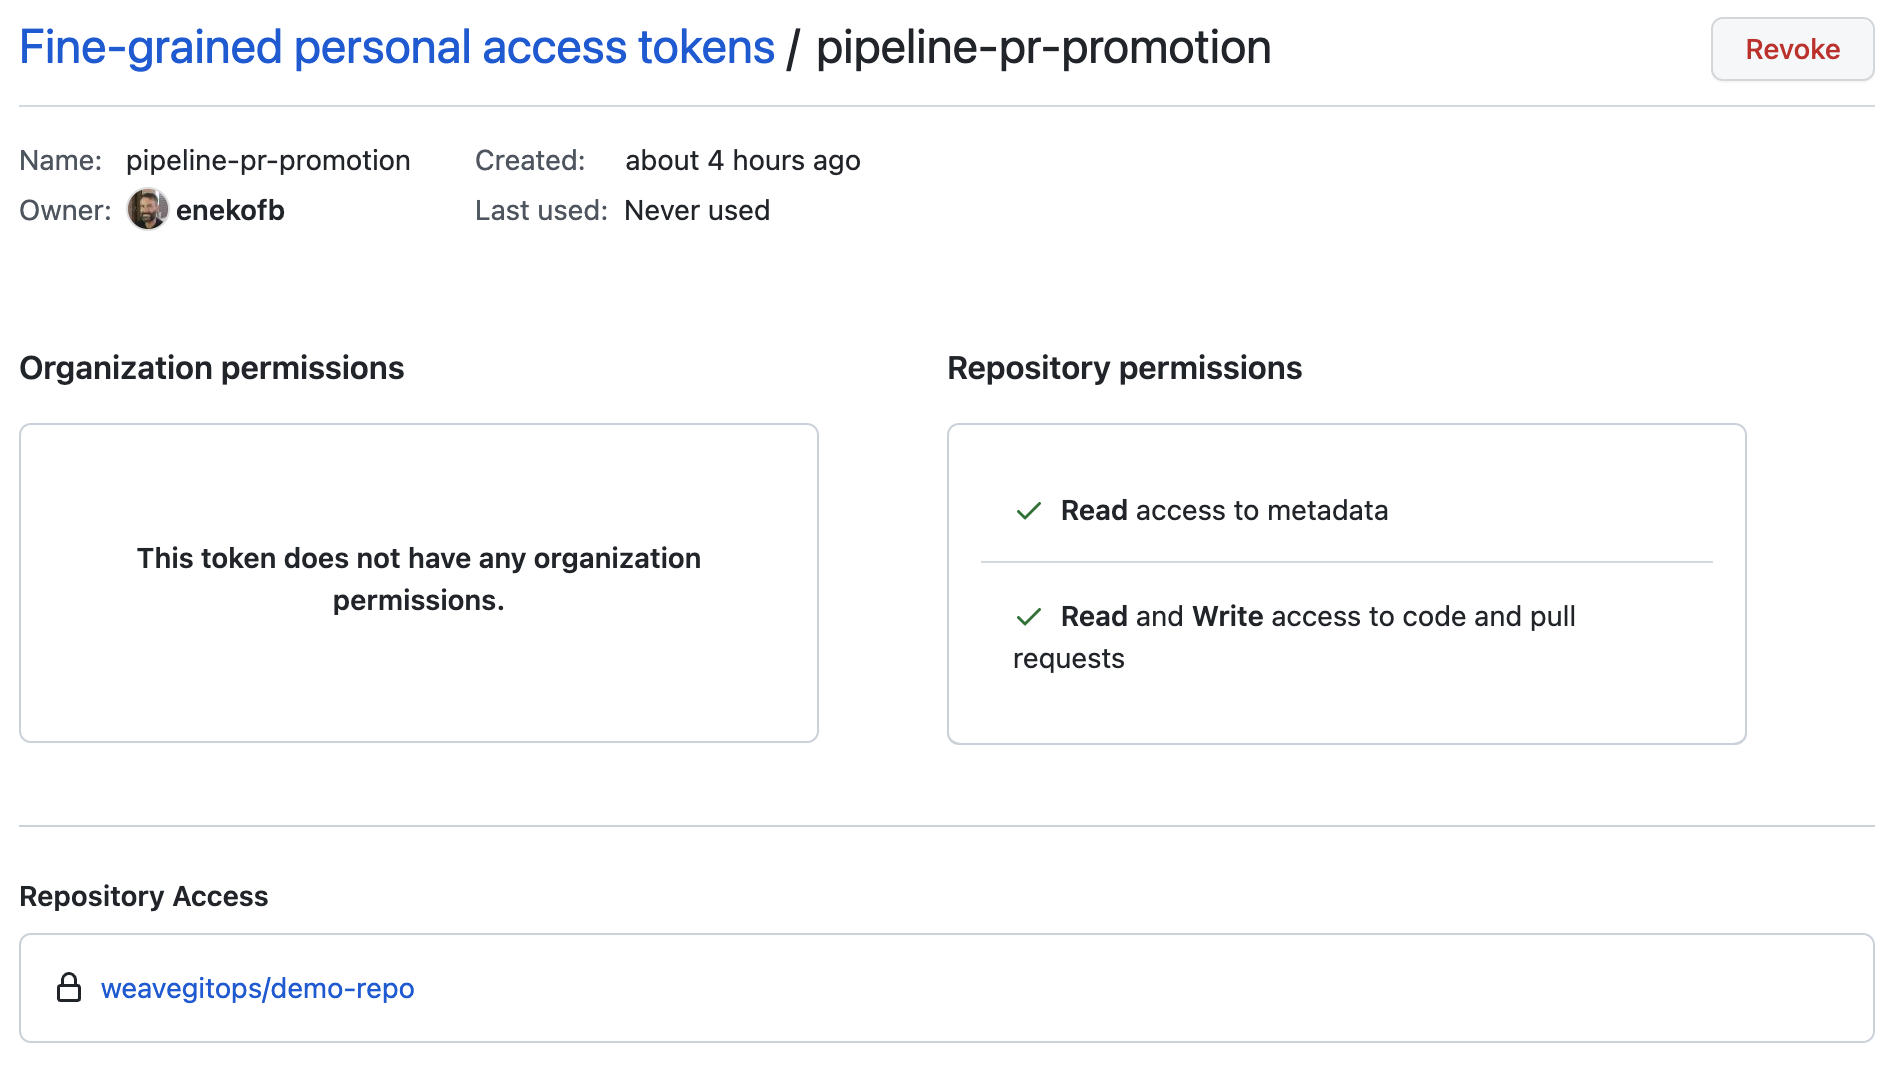 Fine-grained personal access tokens / pipeline-pr-promotion
Revoke
Name: pipeline-pr-promotion
Created: about 4 hours ago
Owner: enekofb
Last used: Never used
Organization permissions
This token does not have any organization
permissions.
Repository permissions
Read access to metadata
Read and Write access to code and pull
requests
Repository Access
weavegitops/demo-repo